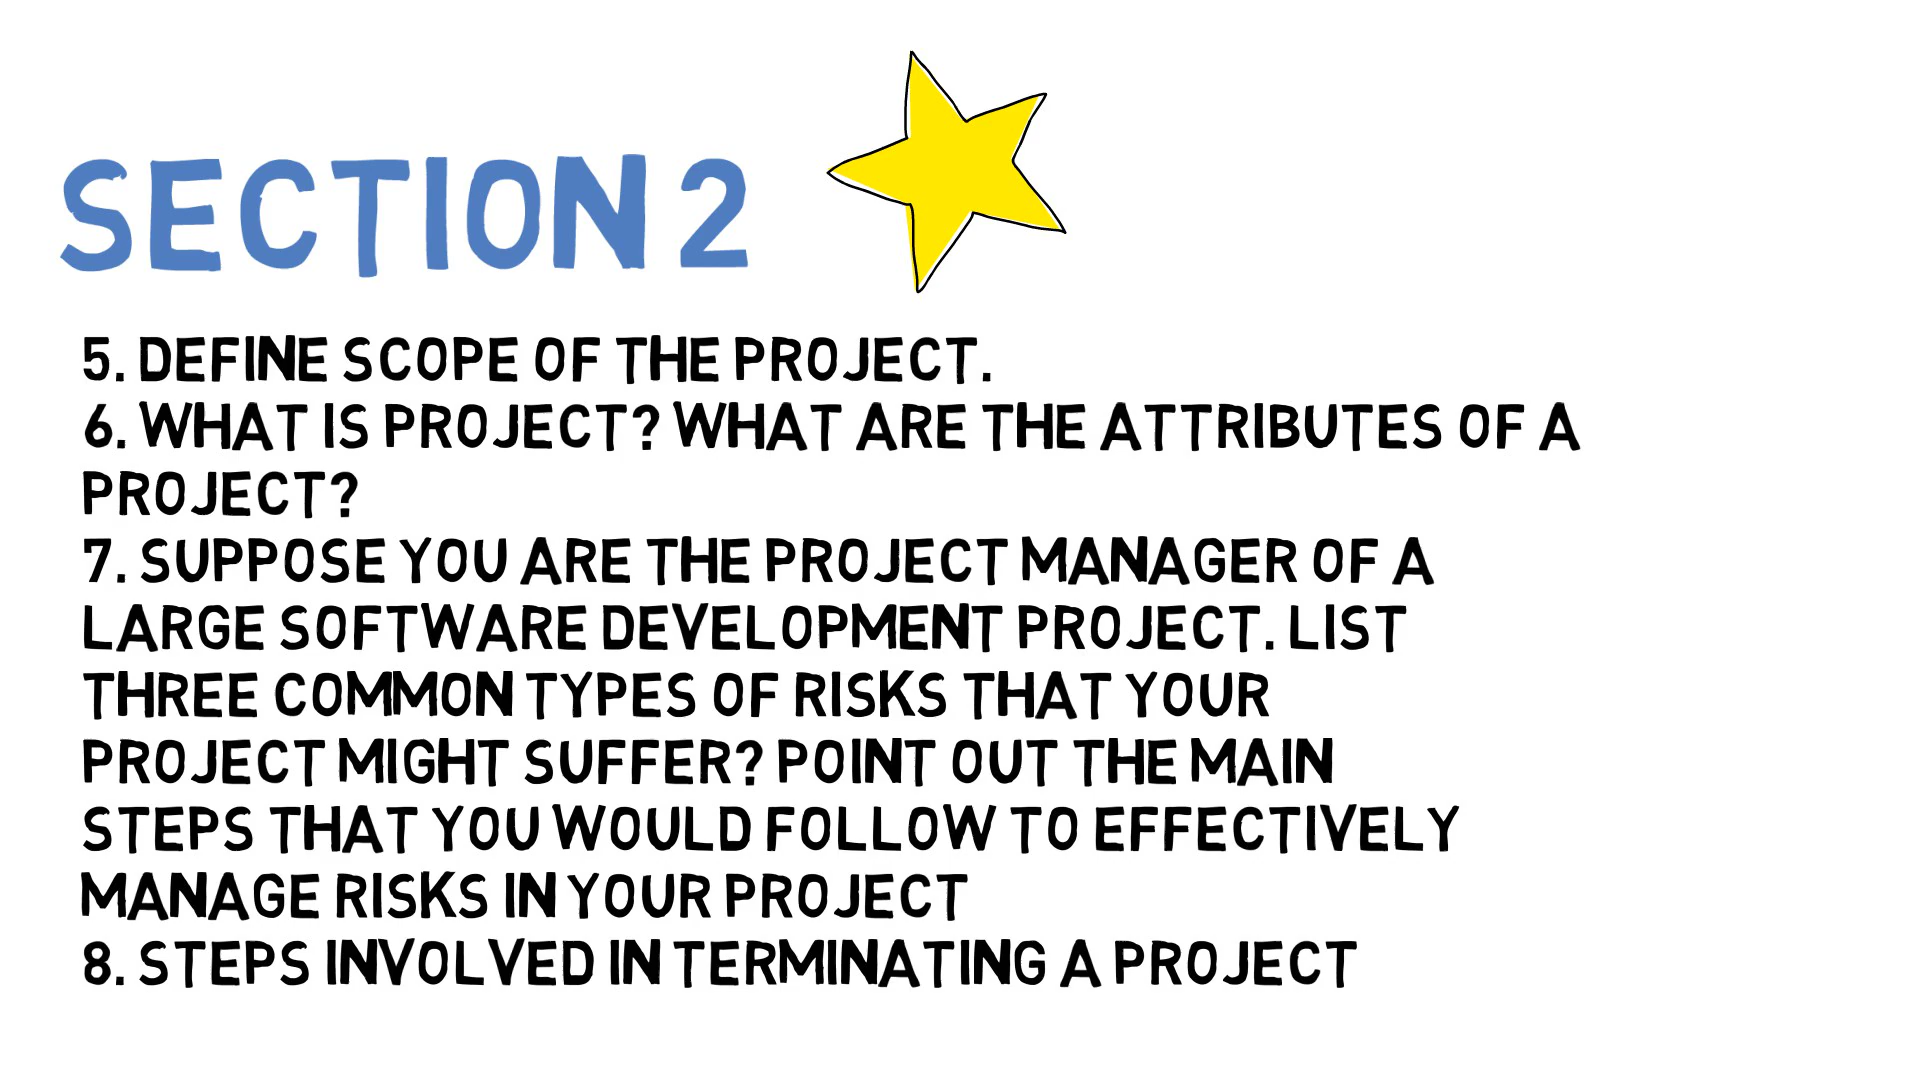 SECTION 2
5. DEFINE SCOPE OF THE PROJECT.
6. WHAT IS PROJECT? WHAT ARE THE ATTRIBUTES OF A
PROJECT?
7. SUPPOSE YOU ARE THE PROJECT MANAGER OF A
LARGE SOFTWARE DEVELOPMENT PROJECT. LIST
THREE COMMON TYPES OF RISKS THAT YOUR
PROJECT MIGHT SUFFER? POINT OUT THE MAIN
STEPS THAT YOU WOULD FOLLOW TO EFFECTIVELY
MANAGE RISKS IN YOUR PROJECT
8. STEPS INVOLVED IN TERMINATING A PROJECT